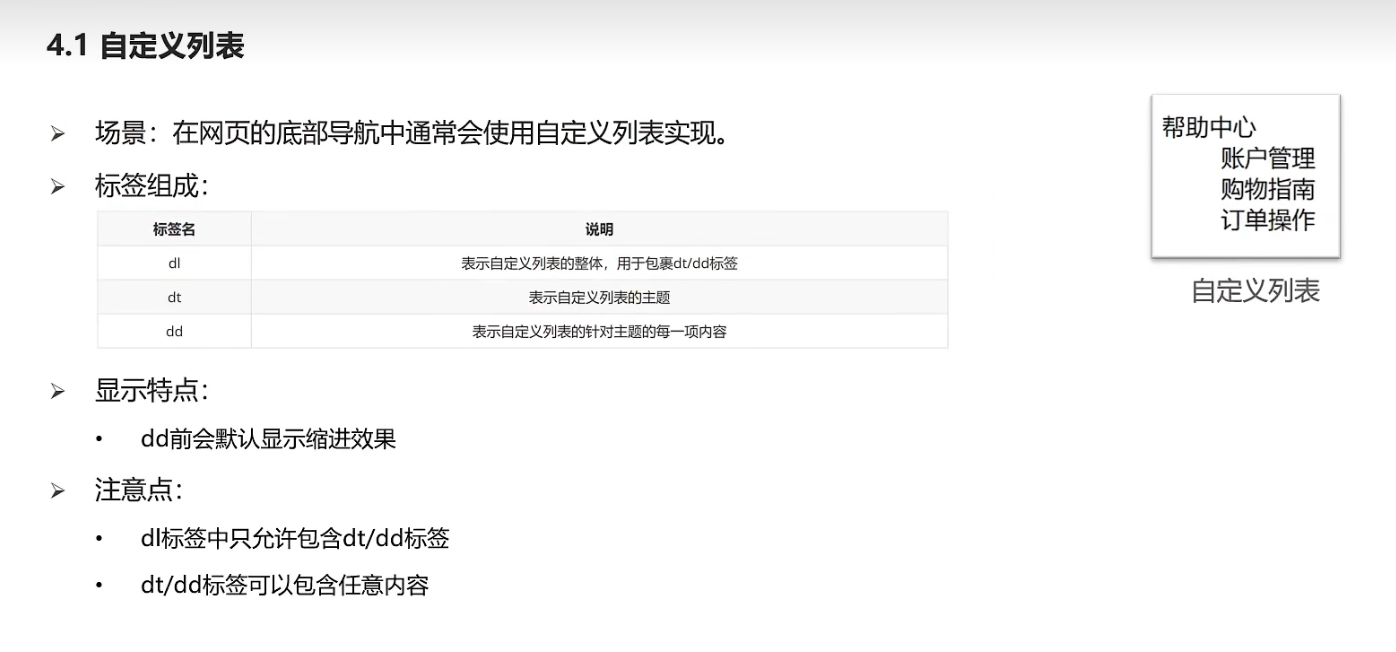 4.1 自定义列表
场景：在网页的底部导航中通常会使用自定义列表实现。
标签组成：
标签名 说明
dl 表示自定义列表的整体，用于包裹dt/dd标签
dt 表示自定义列表的主题
dd 表示自定义列表的针对主题的每一项内容
显示特点：
dd前会默认显示缩进效果
注意点：
dl标签中只允许包含dt/dd标签
dt/dd标签可以包含任意内容
帮助中心
账户管理
购物指南
订单操作
自定义列表